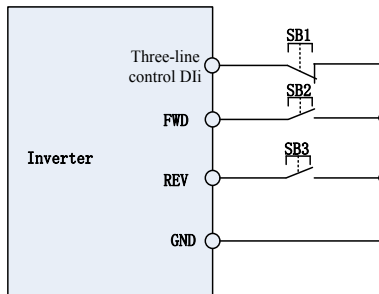 SB1
Three-line
control DIi
SB2
FWD
Inverter
SB3
REV
GND